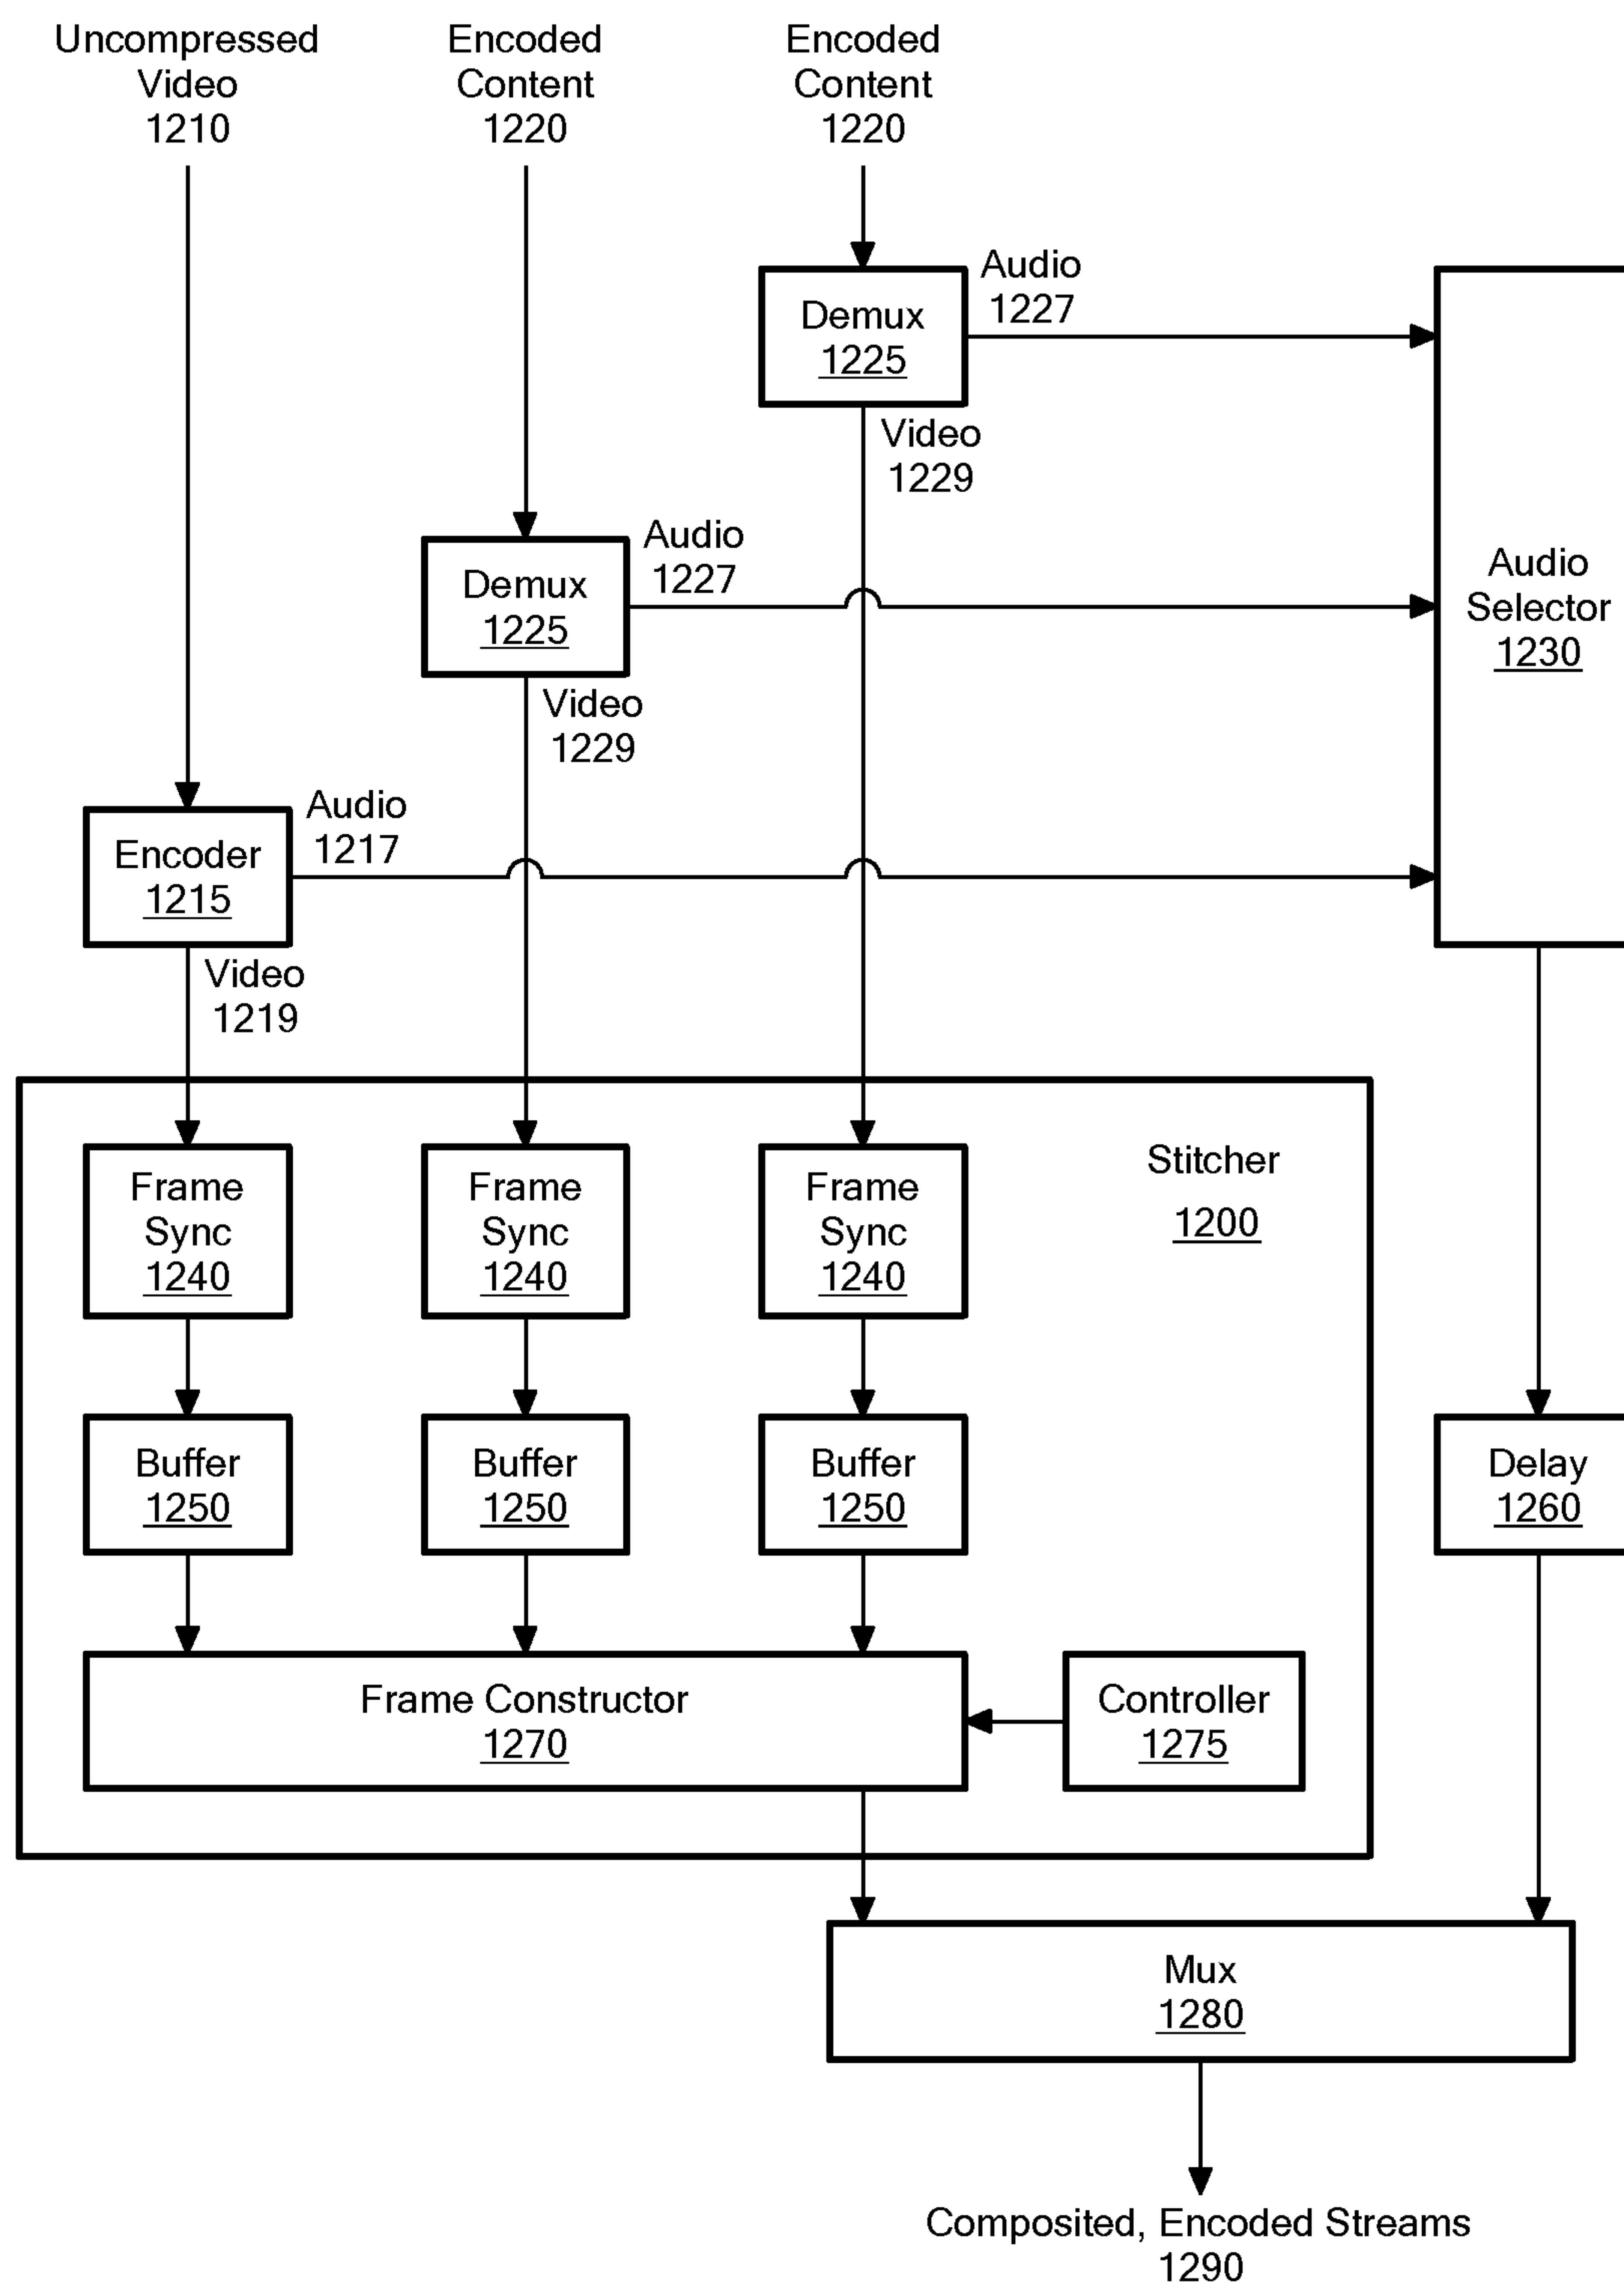 Uncompressed
Video
1210
Encoded
Content
1220
Encoded
Content
1220
Demux
1225
Audio
1227
Video
1229
Demux
1225
Audio
1227
Video
1229
Audio
Selector
1230
Encoder
1215
Audio
1217
Video
1219
Stitcher
1200
Frame
Sync
1240
Frame
Sync
1240
Frame
Sync
1240
Buffer
1250
Buffer
1250
Buffer
1250
Delay
1260
Frame Constructor
1270
Controller
1275
Mux
1280
Composited, Encoded Streams
1290